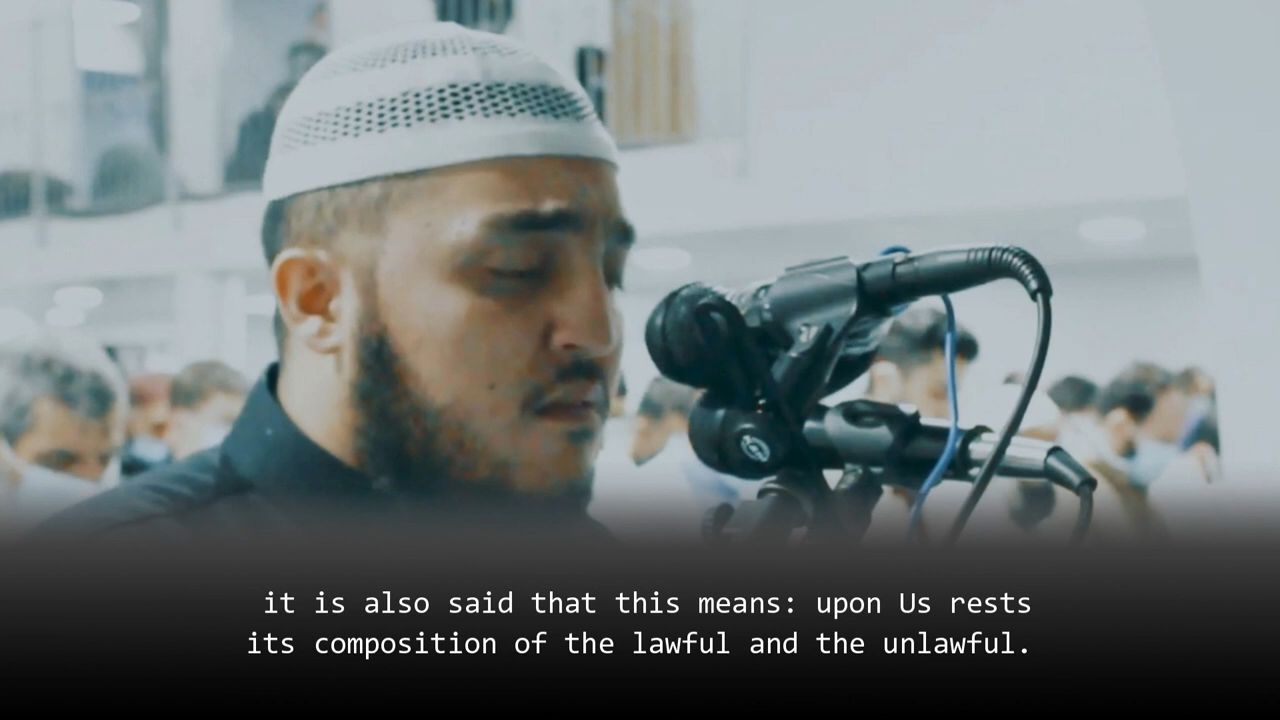 it is also said that this means: upon Us rests
its composition of the lawful and the unlawful.